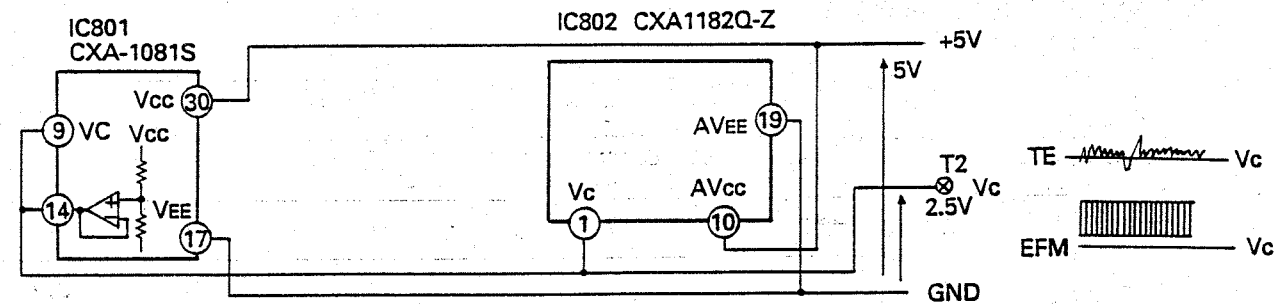 IC801
CXA-1081S
IC802 CXA1182Q-Z
+5V
5V
Vcc 30
9 VC
Vcc
14
VEE
17
AVEE 19
Vc
1
AVcc
10
T2
Vc
2.5V
GND
TE
Vc
EFM
Vc